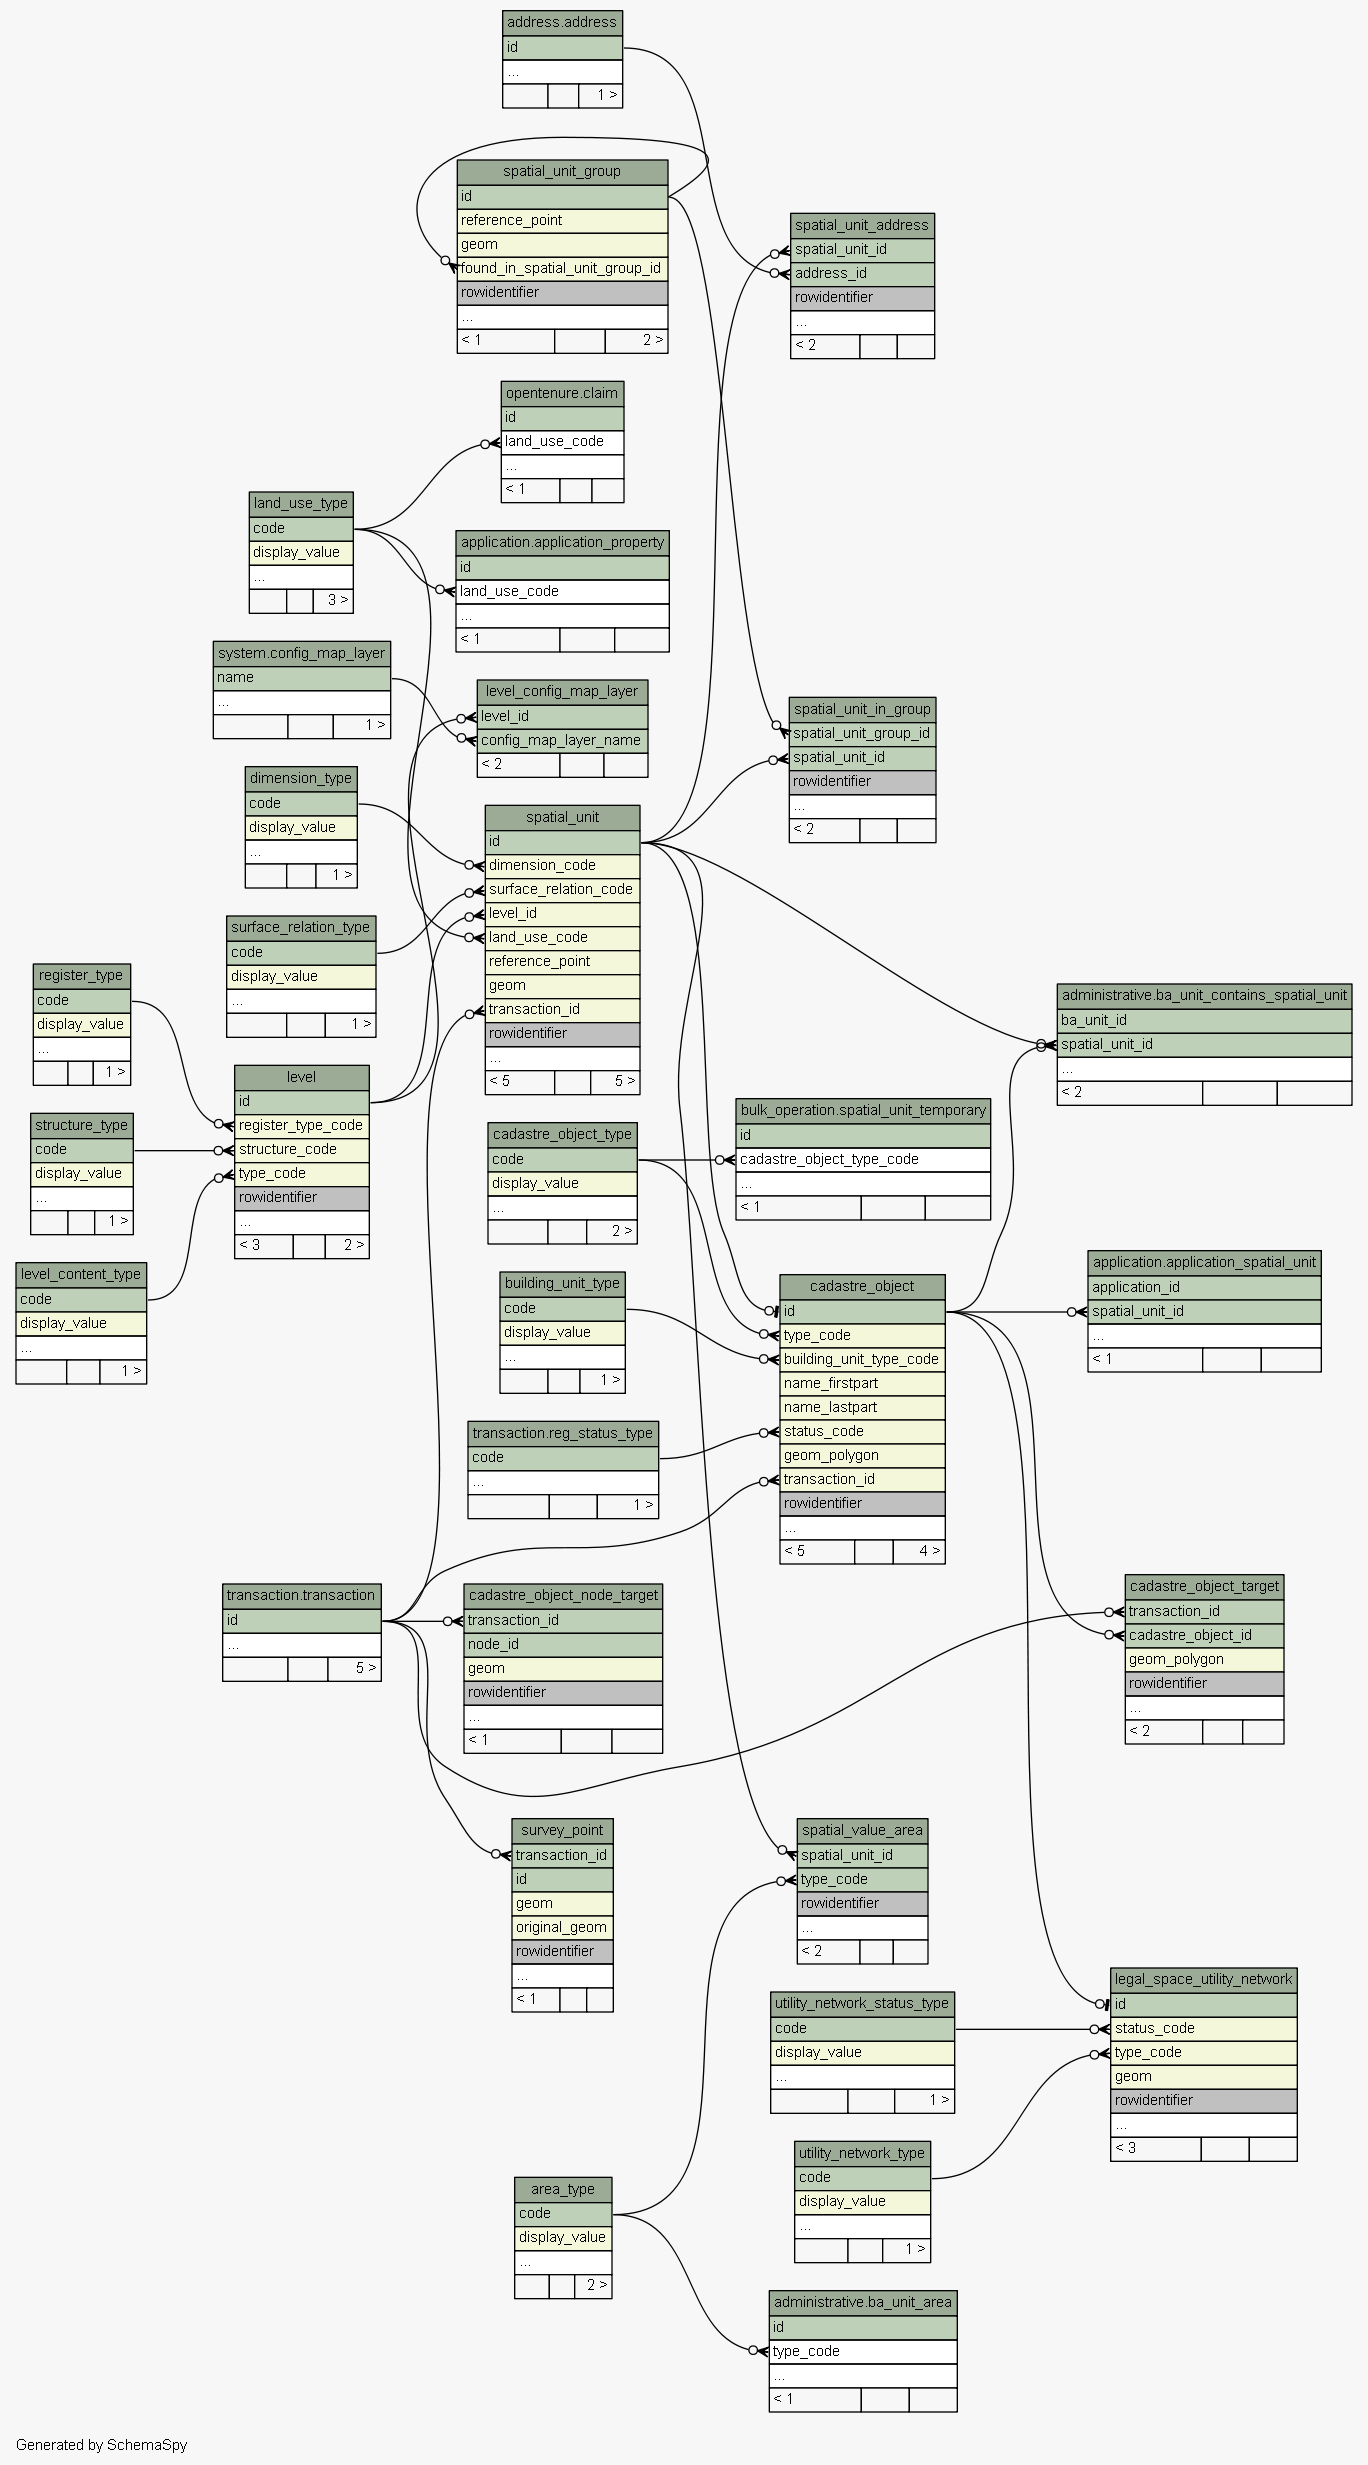 address.address
id
...
1 >
spatial_unit_group
id
reference_point
geom
found_in_spatial_unit_group_id
rowidentifier
...
< 1
2 >
spatial_unit_address
spatial_unit_id
address_id
rowidentifier
...
< 2
opentenure.claim
id
land_use_code
...
< 1
land_use_type
code
display_value
...
3 >
application.application_property
id
land_use_code
...
< 1
system.config_map_layer
name
...
1 >
level_config_map_layer
level_id
config_map_layer_name
< 2
spatial_unit_in_group
spatial_unit_group_id
spatial_unit_id
rowidentifier
...
< 2
dimension_type
code
display_value
...
1 >
spatial_unit
id
dimension_code
surface_relation_code
level_id
land_use_code
reference_point
geom
transaction_id
rowidentifier
...
< 5
5 >
surface_relation_type
code
display_value
...
1 >
register_type
code
display_value
...
1 >
administrative.ba_unit_contains_spatial_unit
ba_unit_id
spatial_unit_id
...
< 2
level
id
register_type_code
structure_code
type_code
rowidentifier
...
< 3
2 >
structure_type
code
display_value
...
1 >
bulk_operation.spatial_unit_temporary
id
cadastre_object_type_code
...
< 1
cadastre_object_type
code
display_value
...
2 >
level_content_type
code
display_value
...
1 >
building_unit_type
code
display_value
...
1 >
cadastre_object
id
type_code
building_unit_type_code
name_firstpart
name_lastpart
status_code
geom_polygon
transaction_id
rowidentifier
...
< 5
4 >
application.application_spatial_unit
application_id
spatial_unit_id
...
< 1
transaction.reg_status_type
code
...
1 >
transaction.transaction
id
...
5 >
cadastre_object_node_target
transaction_id
node_id
geom
rowidentifier
...
< 1
cadastre_object_target
transaction_id
cadastre_object_id
geom_polygon
rowidentifier
...
< 2
survey_point
transaction_id
id
geom
original_geom
rowidentifier
...
< 1
spatial_value_area
spatial_unit_id
type_code
rowidentifier
...
< 2
legal_space_utility_network
id
status_code
type_code
geom
rowidentifier
...
< 3
utility_network_status_type
code
display_value
...
1 >
utility_network_type
code
display_value
...
1 >
area_type
code
display_value
...
2 >
administrative.ba_unit_area
id
type_code
...
< 1
Generated by SchemaSpy